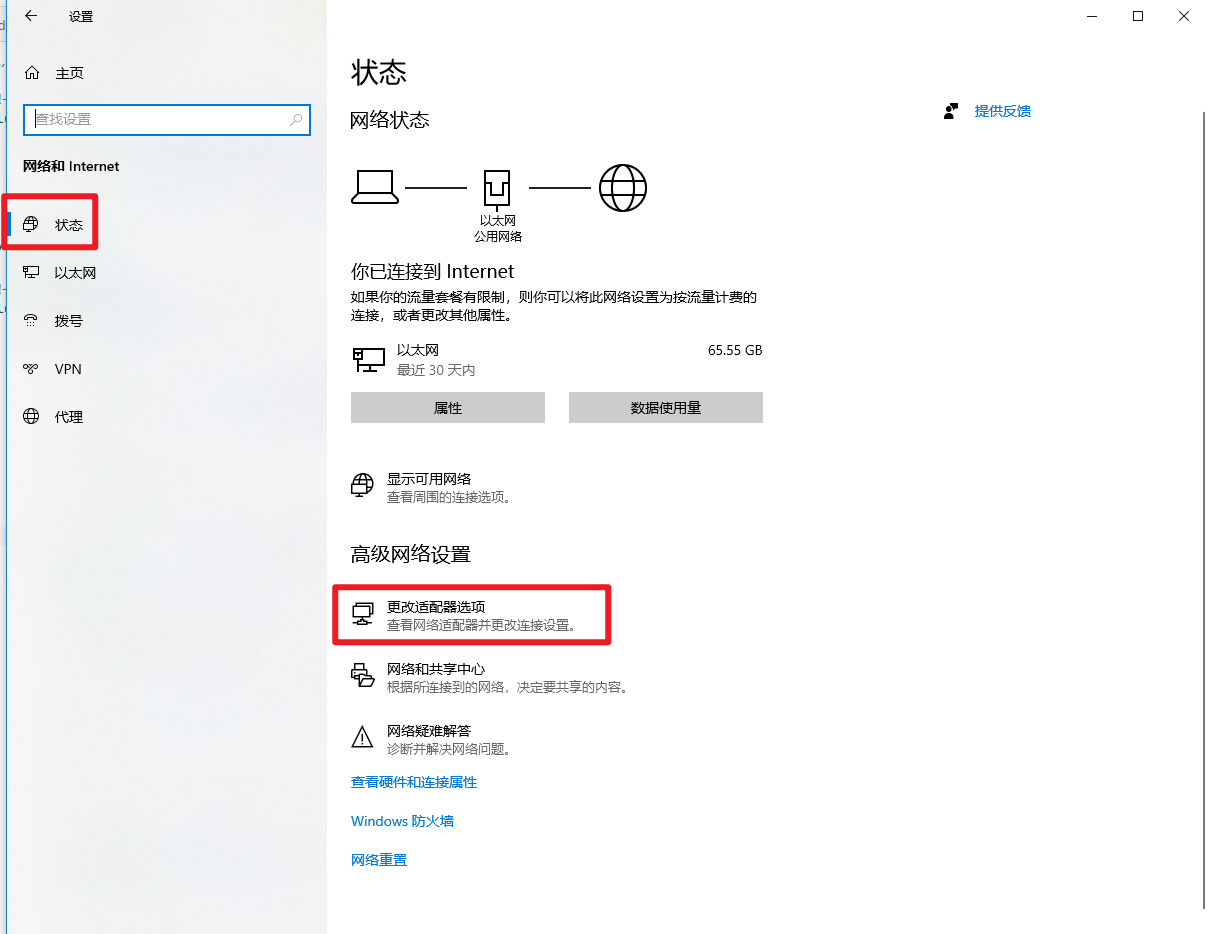 设置
主页
查找设置
网络和 Internet
状态
以太网
拨号
VPN
代理
状态
网络状态
提供反馈
以太网
公用网络
你已连接到 Internet
如果你的流量套餐有限制，则你可以将此网络设置为按流量计费的
连接，或者更改其他属性。
以太网
65.55 GB
最近 30 天内
属性
数据使用量
显示可用网络
查看周围的连接选项。
高级网络设置
更改适配器选项
查看网络适配器并更改连接设置。
网络和共享中心
根据所连接到的网络，决定要共享的内容。
网络疑难解答
诊断并解决网络问题。
查看硬件和连接属性
Windows 防火墙
网络重置